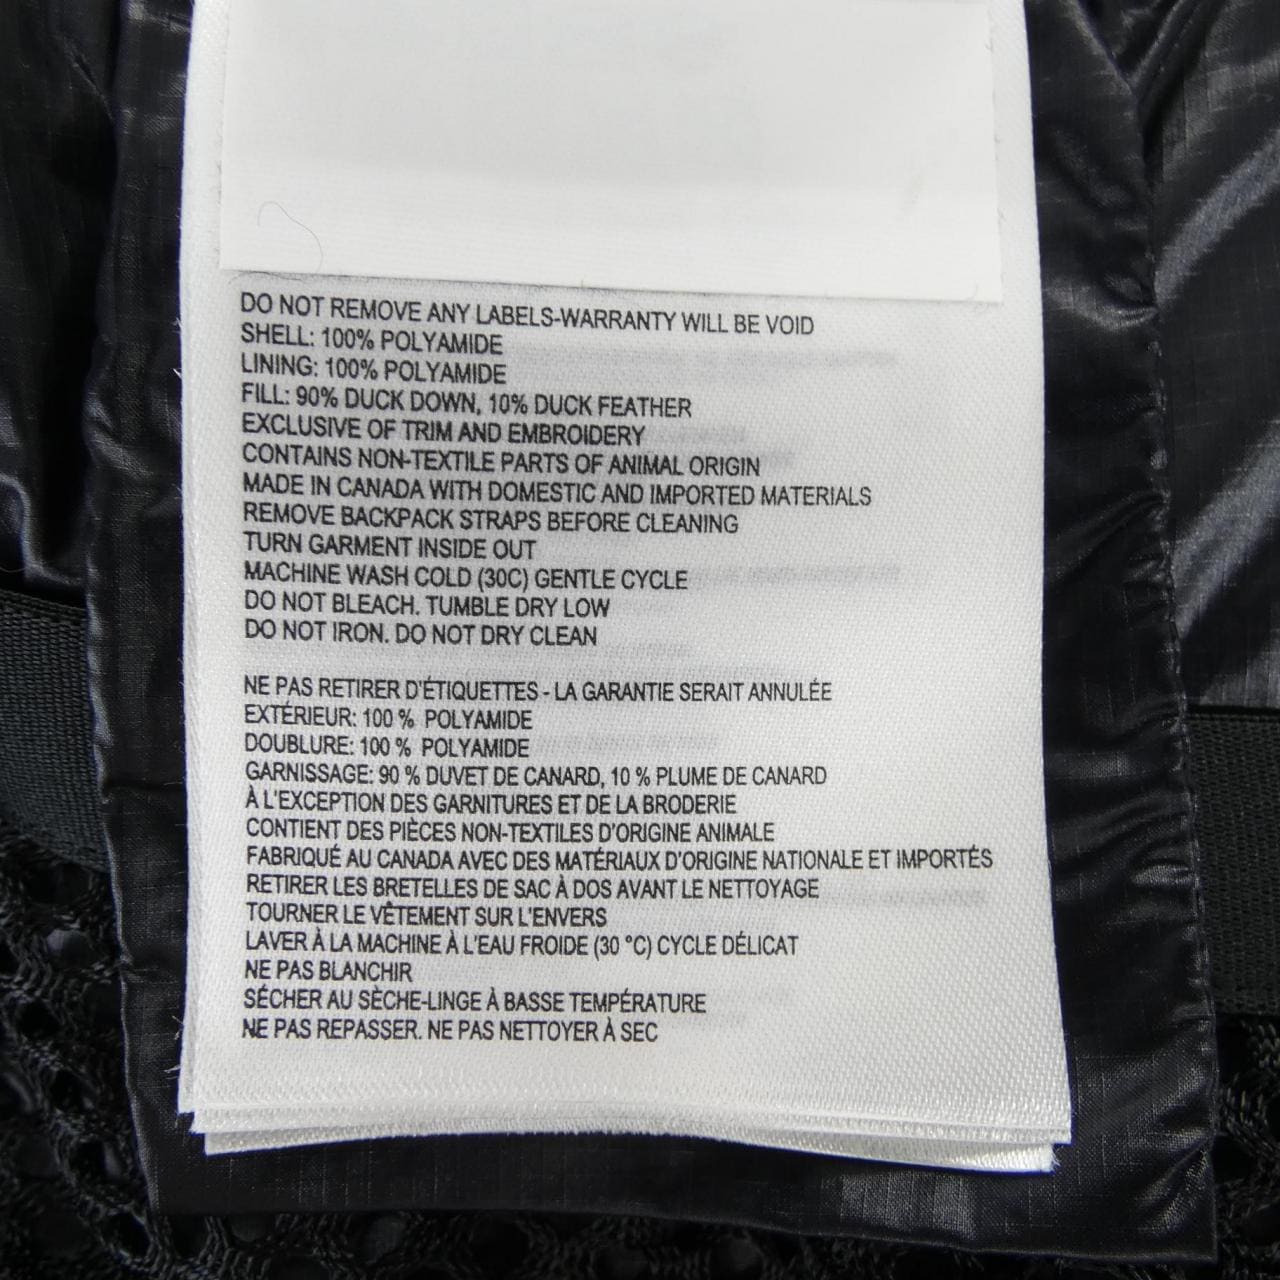 DO NOT REMOVE ANY LABELS-WARRANTY WILL BE VOID
SHELL: 100% POLYAMIDE
LINING: 100% POLYAMIDE
FILL: 90% DUCK DOWN, 10% DUCK FEATHER
EXCLUSIVE OF TRIM AND EMBROIDERY
CONTAINS NON-TEXTILE PARTS OF ANIMAL ORIGIN
MADE IN CANADA WITH DOMESTIC AND IMPORTED MATERIALS
REMOVE BACKPACK STRAPS BEFORE CLEANING
TURN GARMENT INSIDE OUT
MACHINE WASH COLD (30C) GENTLE CYCLE
DO NOT BLEACH. TUMBLE DRY LOW
DO NOT IRON. DO NOT DRY CLEAN
NE PAS RETIRER D'ÉTIQUETTES - LA GARANTIE SERAIT ANNULÉE
EXTÉRIEUR: 100 % POLYAMIDE
DOUBLURE: 100 % POLYAMIDE
GARNISSAGE: 90 % DUVET DE CANARD, 10 % PLUME DE CANARD
À L'EXCEPTION DES GARNITURES ET DE LA BRODERIE
CONTIENT DES PIÈCES NON-TEXTILES D'ORIGINE ANIMALE
FABRIQUÉ AU CANADA AVEC DES MATÉRIAUX D'ORIGINE NATIONALE ET IMPORTÉS
RETIRER LES BRETELLES DE SAC À DOS AVANT LE NETTOYAGE
TOURNER LE VÊTEMENT SUR L'ENVERS
LAVER À LA MACHINE À L'EAU FROIDE (30 °C) CYCLE DÉLICAT
NE PAS BLANCHIR
SÉCHER AU SÈCHE-LINGE À BASSE TEMPÉRATURE
NE PAS REPASSER. NE PAS NETTOYER À SEC